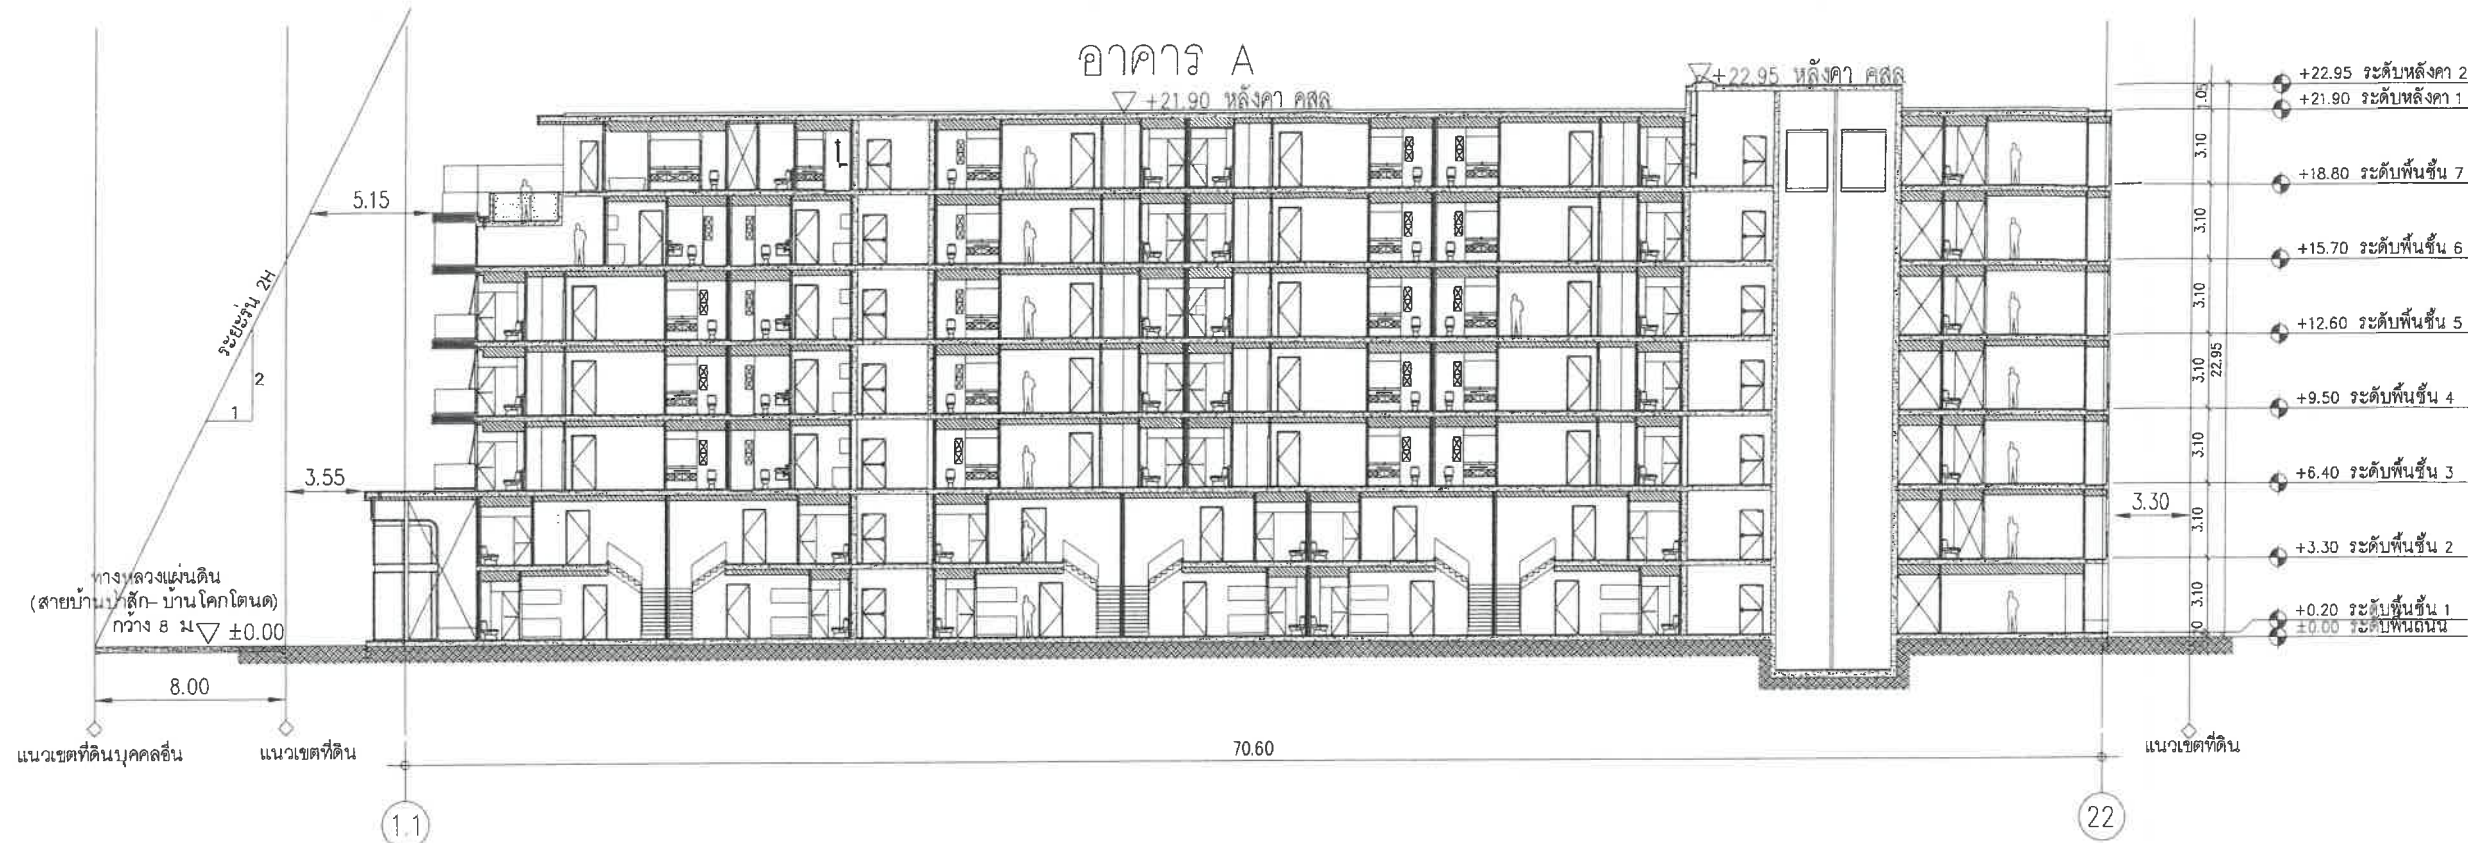 อาคาร A
+21.90 หลังคา คสล
+22.95 หลังคา คสล
+22.95 ระดับหลังคา 2
+21.90 ระดับหลังคา 1
+18.80 ระดับพื้นชั้น 7
+15.70 ระดับพื้นชั้น 6
+12.60 ระดับพื้นชั้น 5
+9.50 ระดับพื้นชั้น 4
+6.40 ระดับพื้นชั้น 3
+3.30 ระดับพื้นชั้น 2
+0.20 ระดับพื้นชั้น 1
±0.00 ระดับพื้นถนน
1.05
3.10
3.10
3.10
3.10
3.10
3.10
3.10
22.95
3.30
5.15
ระยะร่น 2H
2
1
3.55
ทางหลวงแผ่นดิน
(สายบ้านป่าสัก-บ้านโคกโตนด)
กว้าง 8 ม ±0.00
8.00
แนวเขตที่ดินบุคคลอื่น
แนวเขตที่ดิน
70.60
แนวเขตที่ดิน
1.1
22